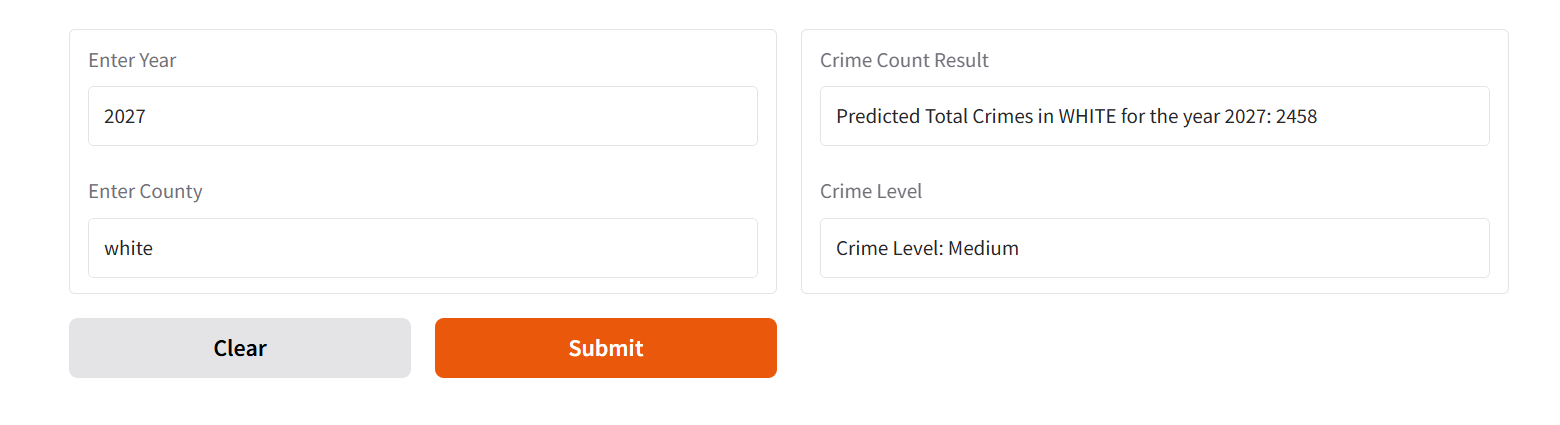 Enter Year
2027
Enter County
white
Clear
Submit
Crime Count Result
Predicted Total Crimes in WHITE for the year 2027: 2458
Crime Level
Crime Level: Medium